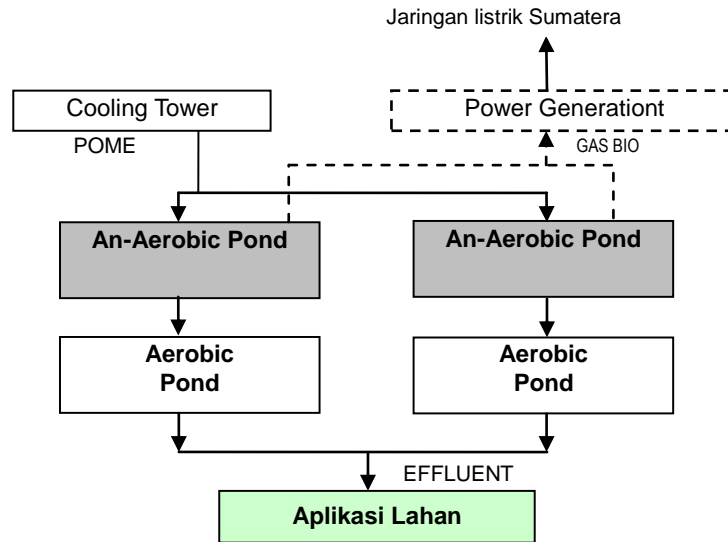 Jaringan listrik Sumatera
Cooling Tower
Power Generationt
POME
GAS BIO
An-Aerobic Pond
An-Aerobic Pond
Aerobic
Pond
Aerobic
Pond
EFFLUENT
Aplikasi Lahan